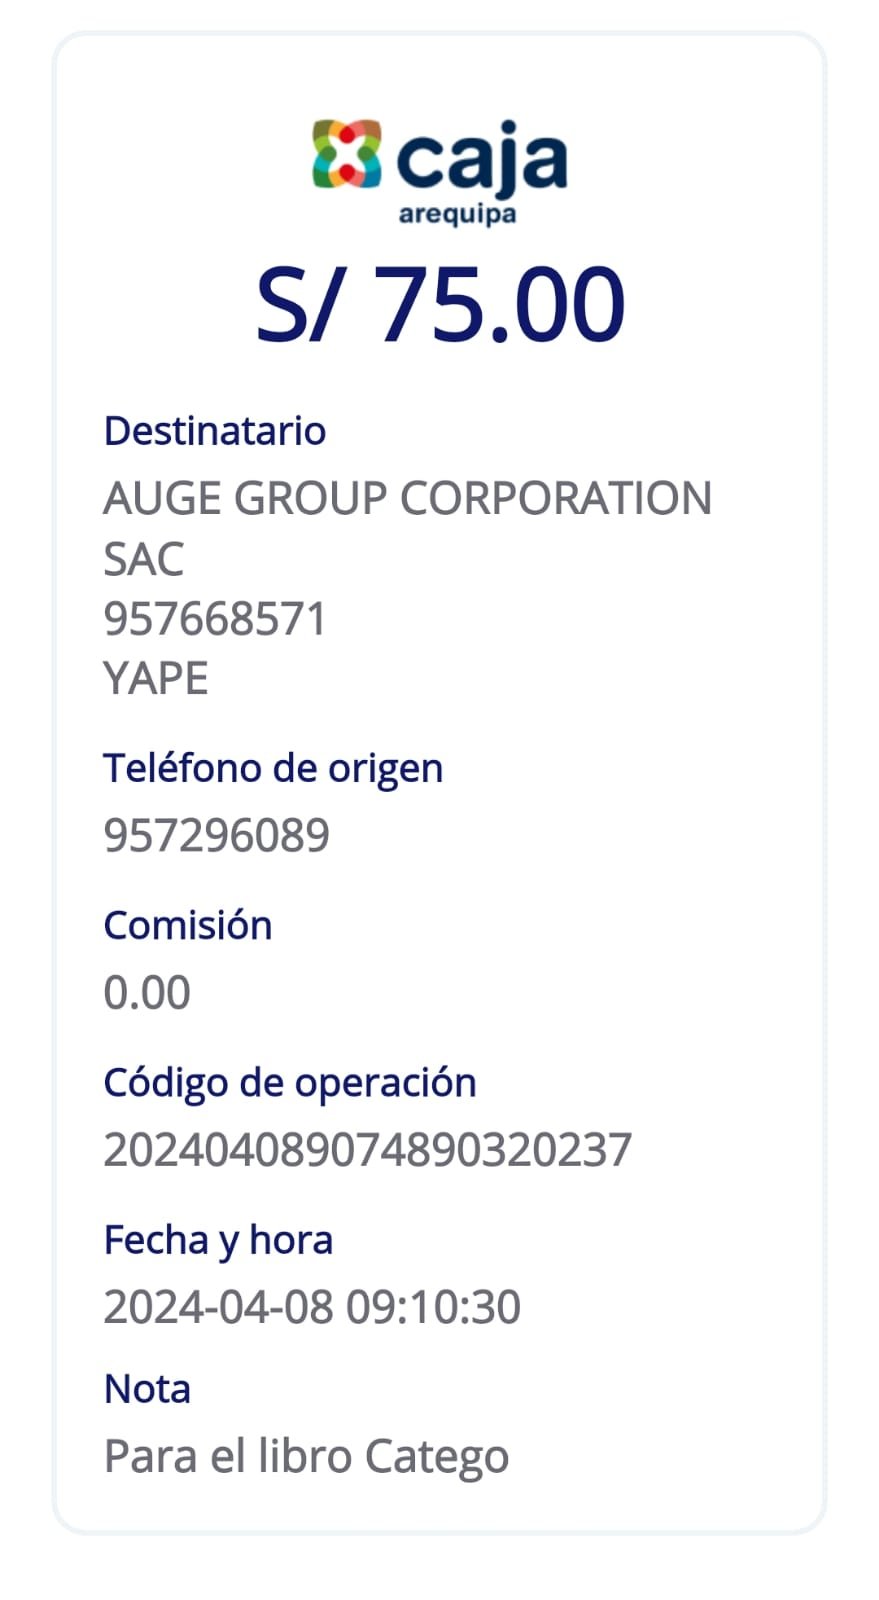 caja
arequipa
S/ 75.00
Destinatario
AUGE GROUP CORPORATION
SAC
957668571
YAPE
Teléfono de origen
957296089
Comisión
0.00
Código de operación
202404089074890320237
Fecha y hora
2024-04-08 09:10:30
Nota
Para el libro Catego